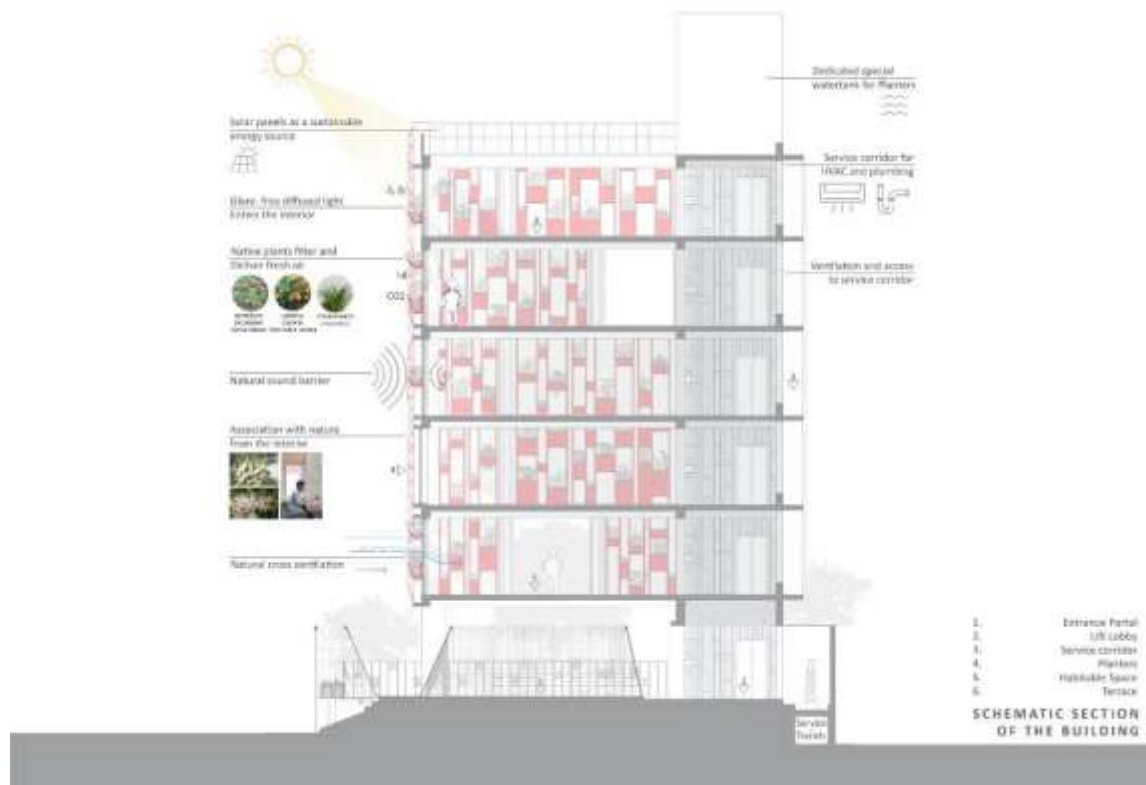 Solar panels as a sustainable
energy source
Glare free diffused light
Enters the interior
Native plants filter and
Deliver fresh air
CO2
Natural sound barrier
Association with nature
from the interior
Natural cross ventilation
Dedicated special
watertank for Planters
Service corridor for
HVAC and plumbing
Ventilation and access
to service corridor
Service
1. Entrance Portal
2. Lift Lobby
3. Service corridor
4. Planters
5. Habitable Space
6. Terrace
SCHEMATIC SECTION
OF THE BUILDING